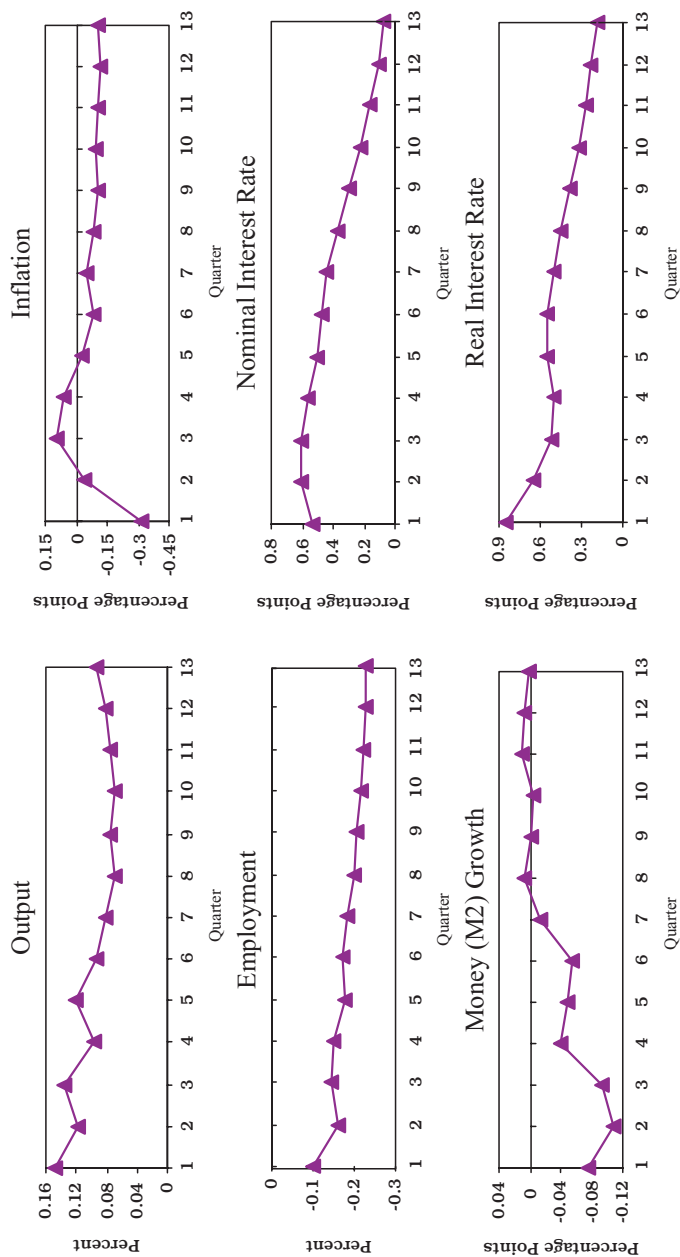 Output
Percent
0.16
0.12
0.08
0.04
0
1 2 3 4 5 6 7 8 9 10 11 12 13
Quarter
Inflation
Percentage Points
0.15
0
-0.15
-0.3
-0.45
1 2 3 4 5 6 7 8 9 10 11 12 13
Quarter
Employment
Percent
0
-0.1
-0.2
-0.3
1 2 3 4 5 6 7 8 9 10 11 12 13
Quarter
Nominal Interest Rate
Percentage Points
0.8
0.6
0.4
0.2
0
1 2 3 4 5 6 7 8 9 10 11 12 13
Quarter
Money (M2) Growth
Percentage Points
0.04
0
-0.04
-0.08
-0.12
1 2 3 4 5 6 7 8 9 10 11 12 13
Quarter
Real Interest Rate
Percentage Points
0.9
0.6
0.3
0
1 2 3 4 5 6 7 8 9 10 11 12 13
Quarter